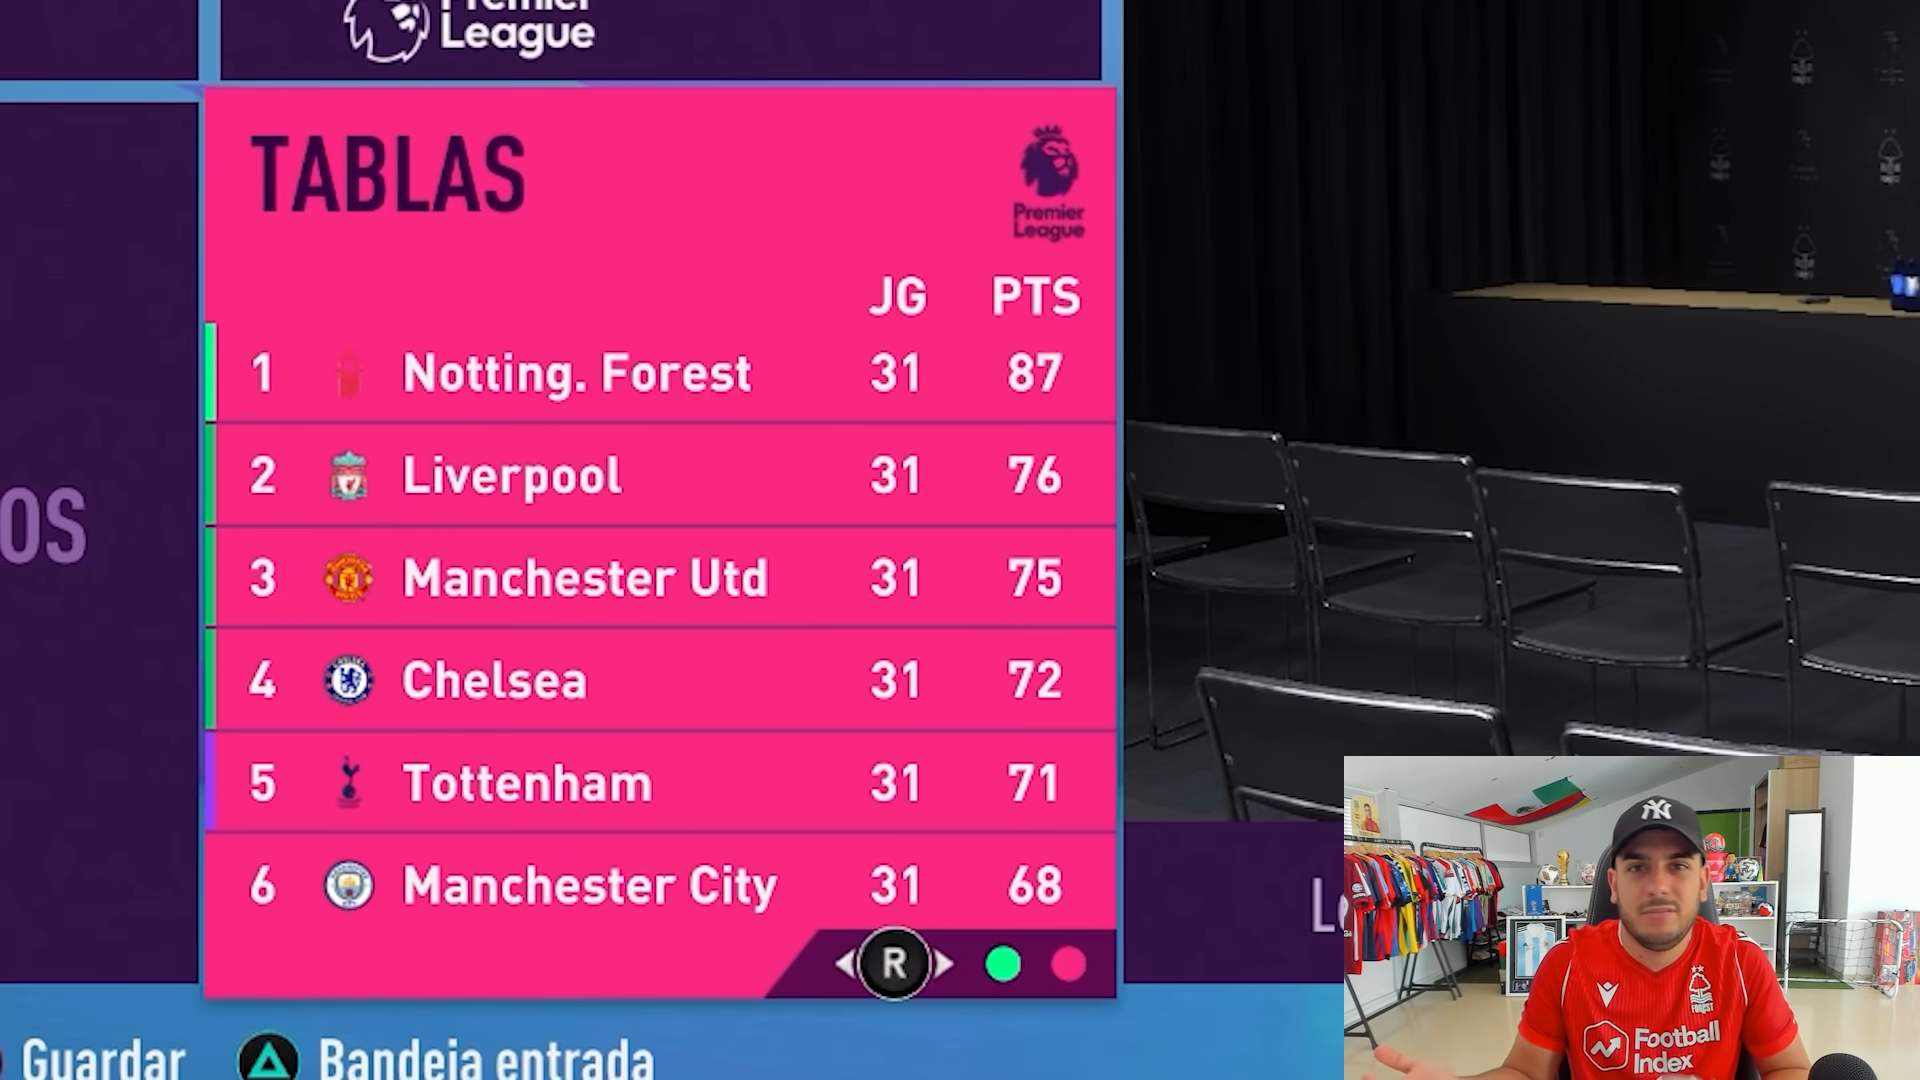 Premier
League
TABLAS
Premier
League
JG PTS
1 Notting. Forest 31 87
2 Liverpool 31 76
3 Manchester Utd 31 75
4 Chelsea 31 72
5 Tottenham 31 71
6 Manchester City 31 68
R
OS
Guardar
Bandeja entrada
NY
FOREST
Football
Index